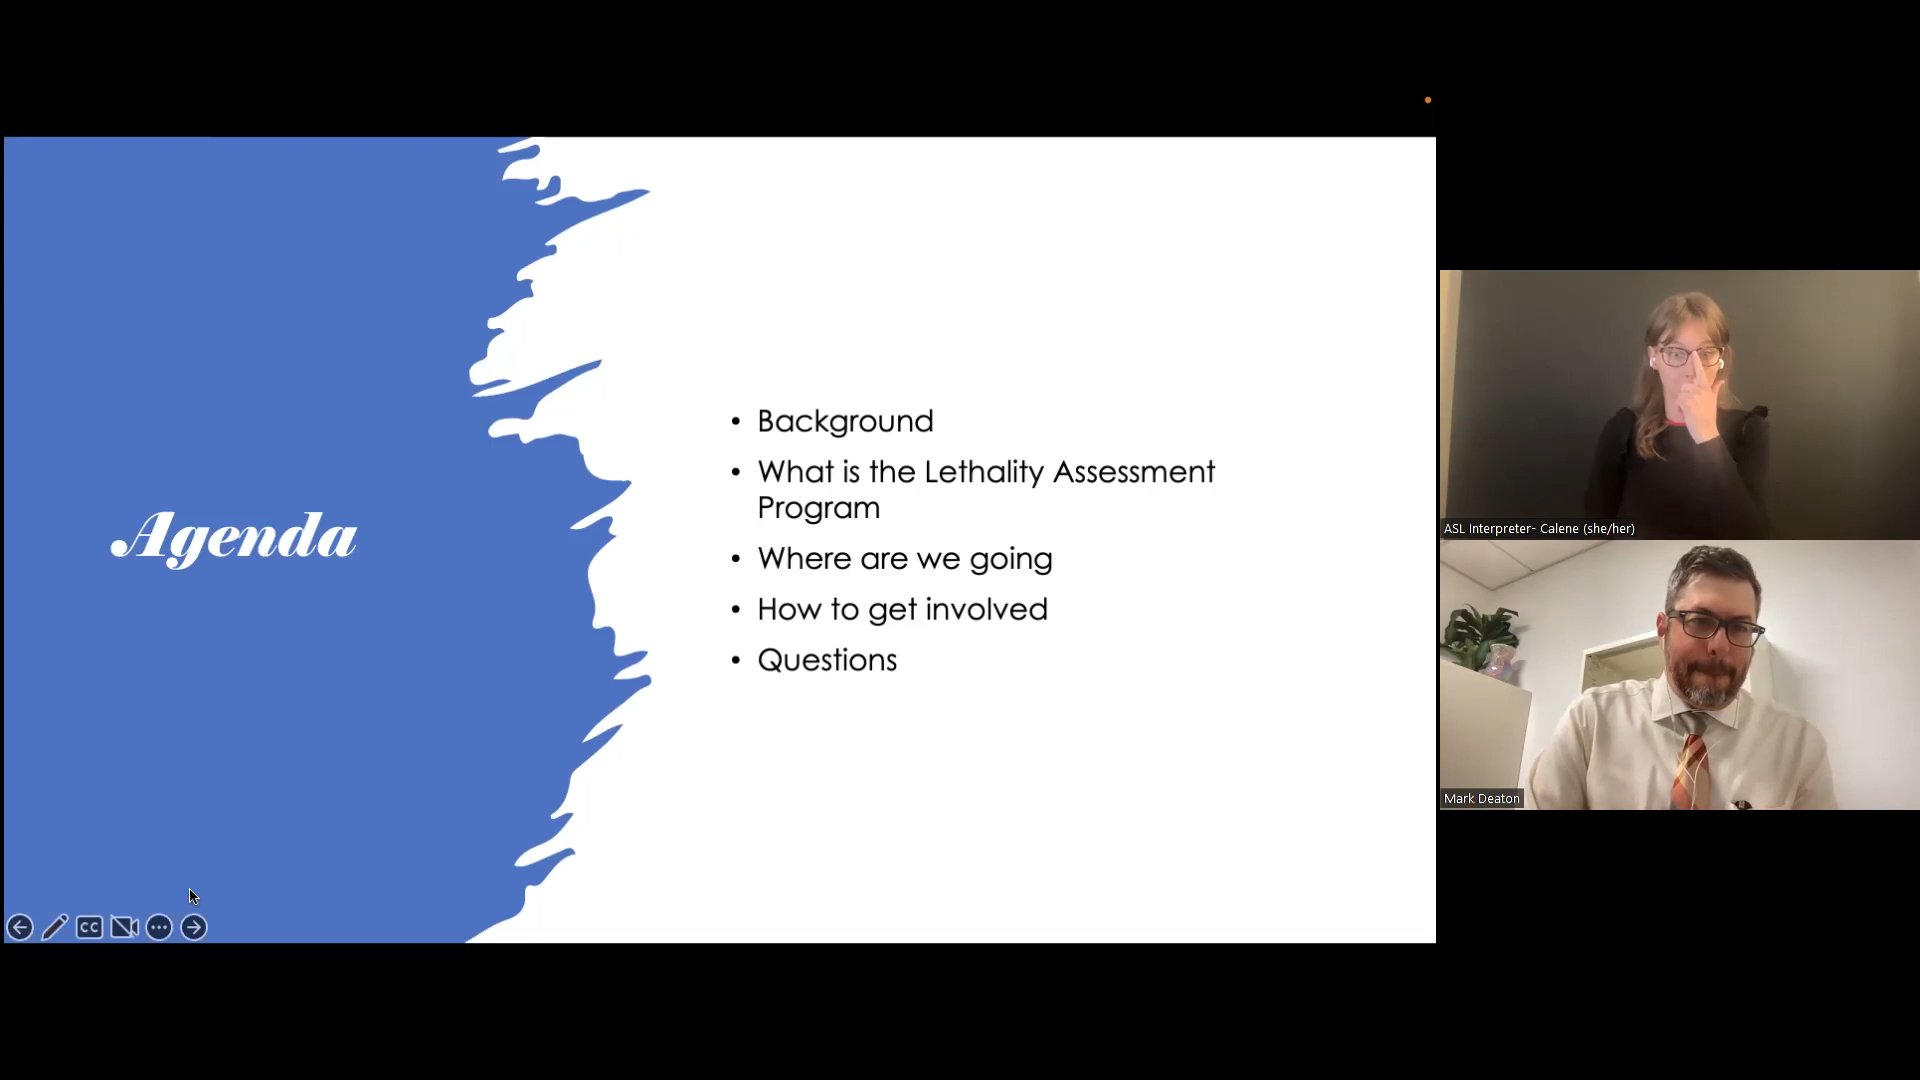 Agenda
• Background
• What is the Lethality Assessment
Program
• Where are we going
• How to get involved
• Questions
CC
ASL Interpreter- Calene (she/her)
Mark Deaton